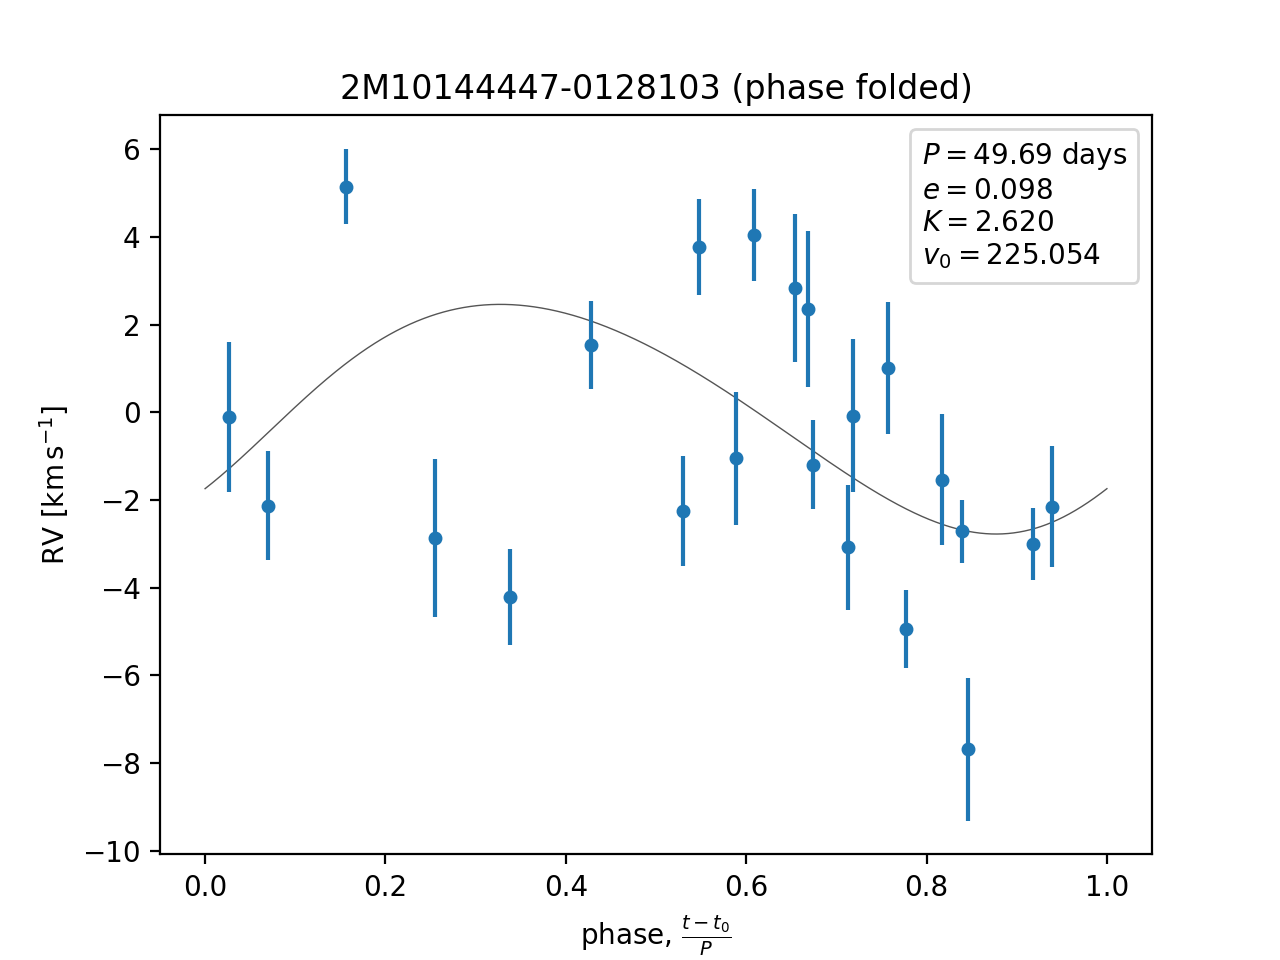 2M10144447-0128103 (phase folded)
P = 49.69 days
e = 0.098
K = 2.620
v₀ = 225.054
RV [km s⁻¹]
6
4
2
0
−2
−4
−6
−8
−10
0.0 0.2 0.4 0.6 0.8 1.0
phase, (t − t₀)/P